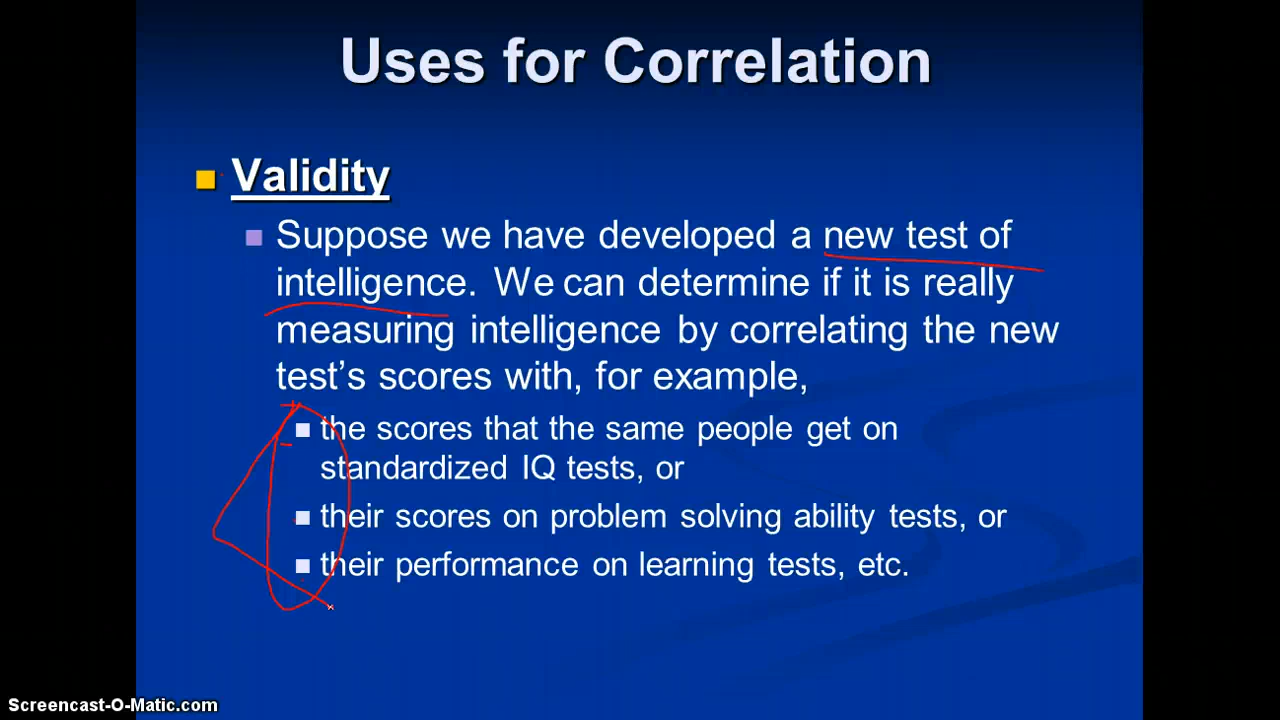 Uses for Correlation
Validity
Suppose we have developed a new test of
intelligence. We can determine if it is really
measuring intelligence by correlating the new
test’s scores with, for example,
the scores that the same people get on
standardized IQ tests, or
their scores on problem solving ability tests, or
their performance on learning tests, etc.
Screencast-O-Matic.com